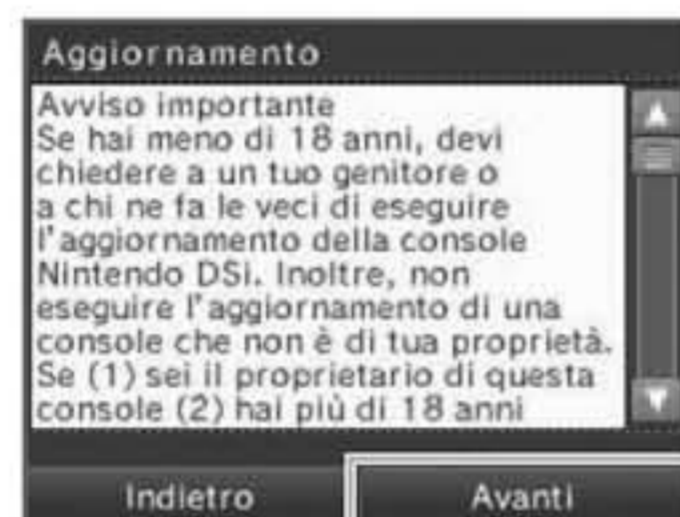 Aggiornamento
Avviso importante
Se hai meno di 18 anni, devi
chiedere a un tuo genitore o
a chi ne fa le veci di eseguire
l'aggiornamento della console
Nintendo DSi. Inoltre, non
eseguire l'aggiornamento di una
console che non è di tua proprietà.
Se (1) sei il proprietario di questa
console (2) hai più di 18 anni
Indietro
Avanti